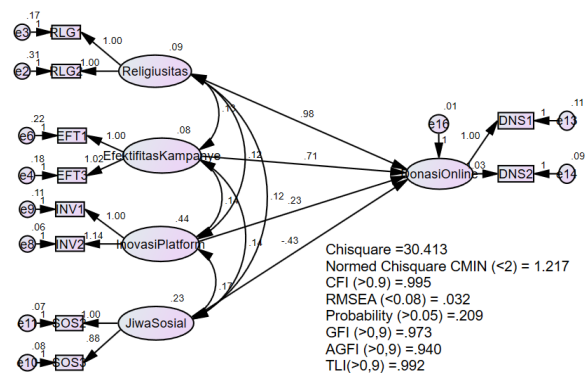 .17
e3 1 RLG1 1.00
.31
e2 1 RLG2 1.00
.09
Religiusitas
.22
e6 1 EFT1 1.00
.18
e4 1 EFT3 1.02
.08
EfektifitasKampanye
.11
e9 1 INV1 1.00
.06
e8 1 INV2 1.14
.44
InovasiPlatform
.07
e11 1 SOS2 1.00
.08
e10 1 SOS3 .88
.23
JiwaSosial
.12
.12
.14
.14
.17
.98
.71
.23
-.43
.01
e16
1
DonasiOnline
1.00 DNS1 1 e13 .11
1.03 DNS2 1 e14 .09
Chisquare =30.413
Normed Chisquare CMIN (<2) = 1.217
CFI (>0.9) =.995
RMSEA (<0.08) = .032
Probability (>0.05) =.209
GFI (>0,9) =.973
AGFI (>0,9) =.940
TLI(>0,9) =.992